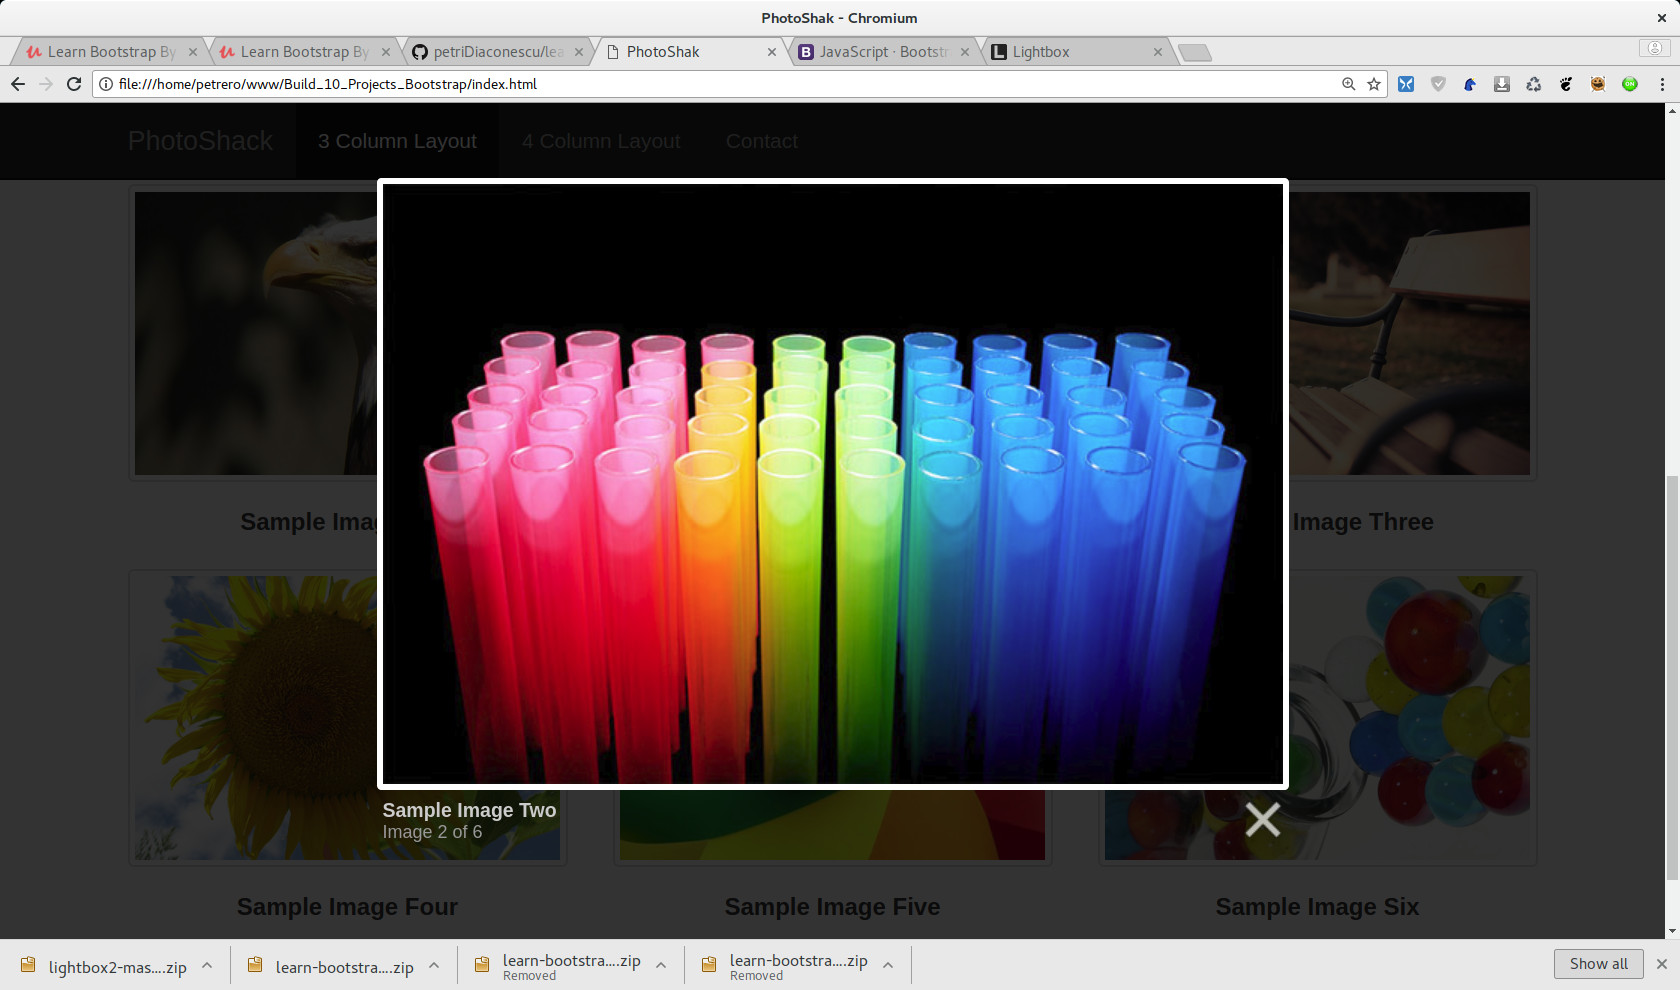 PhotoShak - Chromium
Learn Bootstrap By
Learn Bootstrap By
petriDiaconescu/lea
PhotoShak
JavaScript · Bootstr
Lightbox
file:///home/petrero/www/Build_10_Projects_Bootstrap/index.html
PhotoShack
3 Column Layout
4 Column Layout
Contact
Sample Imag
Image Three
Sample Image Two
Image 2 of 6
Sample Image Four
Sample Image Five
Sample Image Six
lightbox2-mas....zip
learn-bootstra....zip
learn-bootstra....zip
Removed
learn-bootstra....zip
Removed
Show all